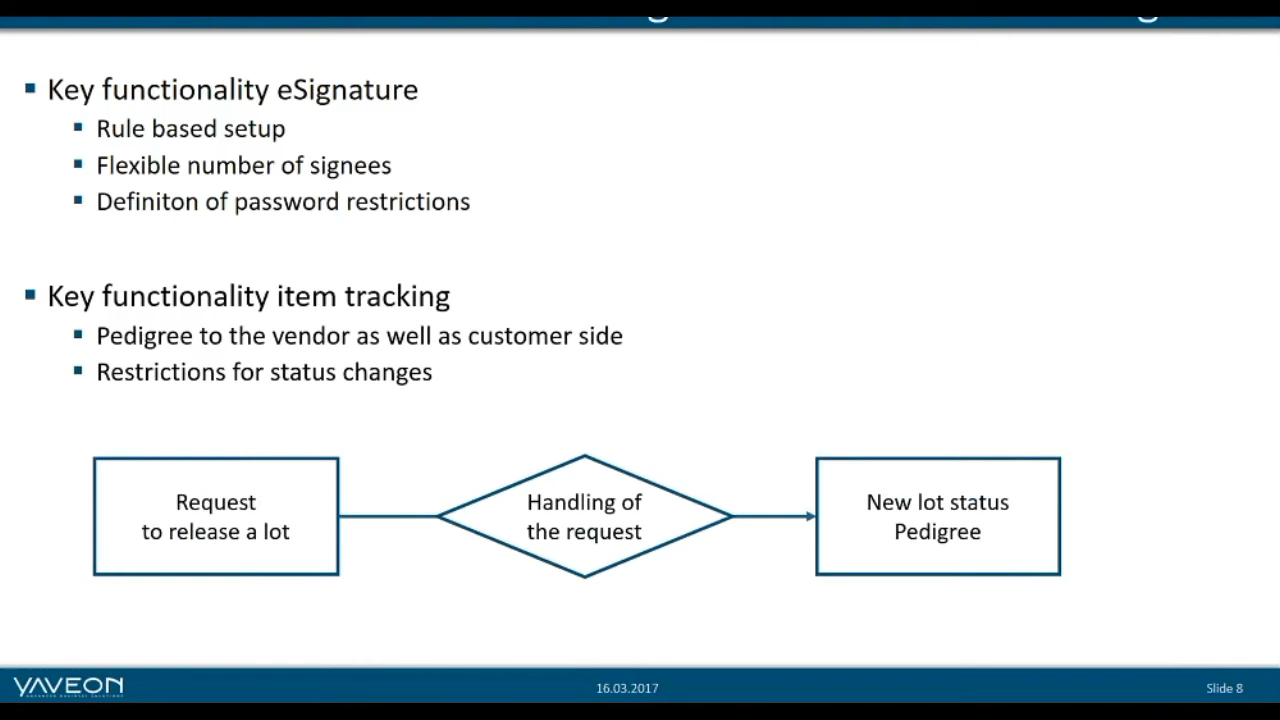 Key functionality eSignature
Rule based setup
Flexible number of signees
Definiton of password restrictions
Key functionality item tracking
Pedigree to the vendor as well as customer side
Restrictions for status changes
Request
to release a lot
Handling of
the request
New lot status
Pedigree
YAVEON
16.03.2017
Slide 8